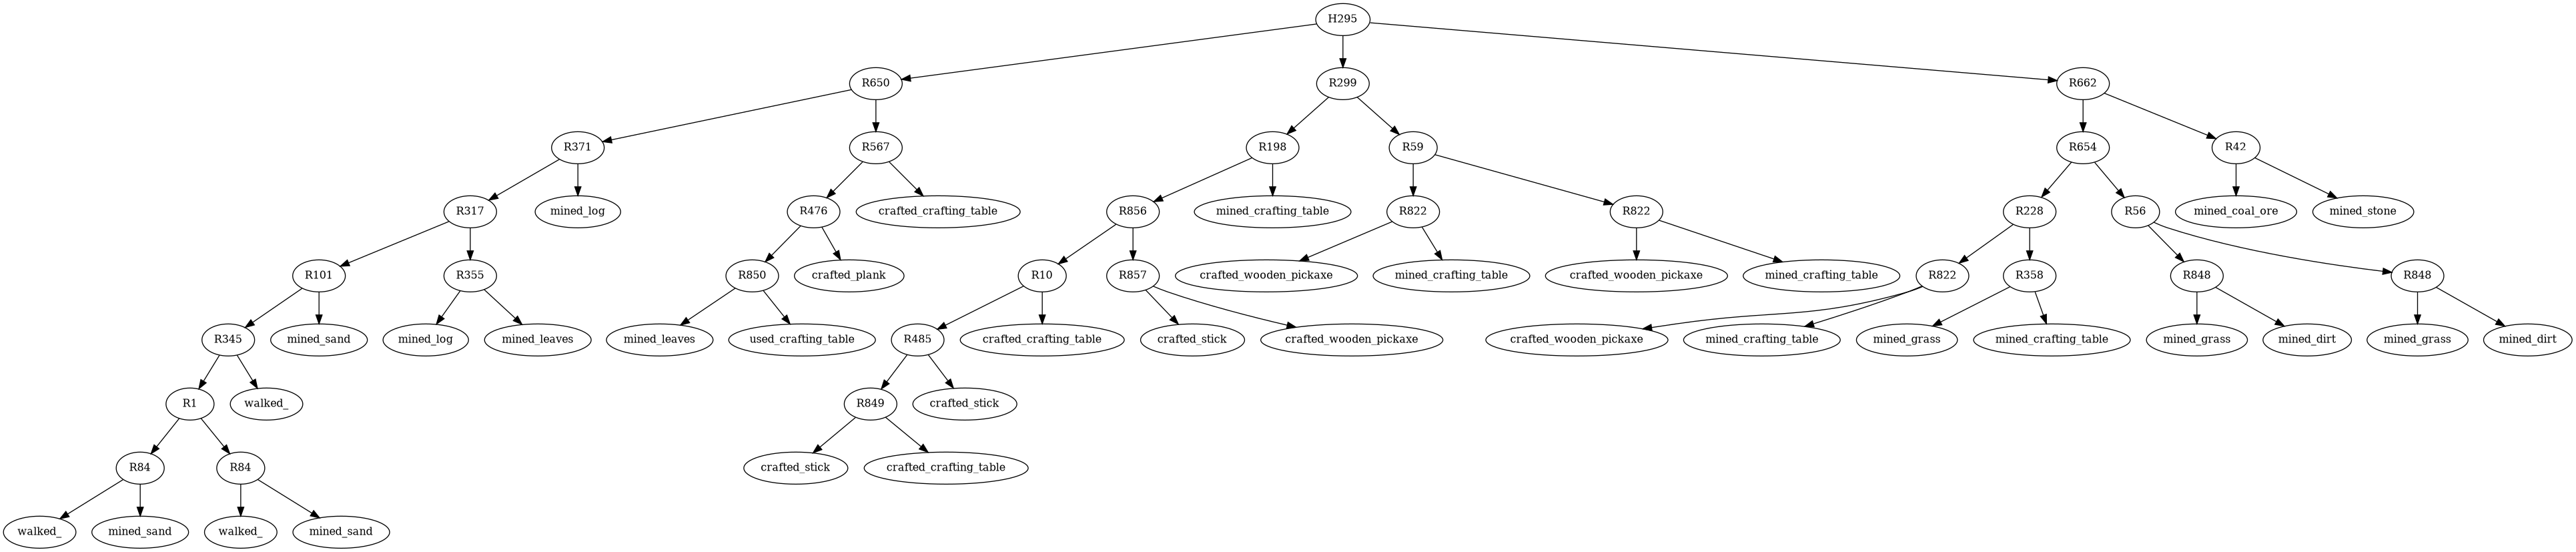 H295
R650
R299
R662
R371
R567
R198
R59
R654
R42
R317
mined_log
R476
crafted_crafting_table
R856
mined_crafting_table
R822
R822
R228
R56
mined_coal_ore
mined_stone
R101
R355
R850
crafted_plank
R10
R857
crafted_wooden_pickaxe
mined_crafting_table
crafted_wooden_pickaxe
mined_crafting_table
R822
R358
R848
R848
R345
mined_sand
mined_log
mined_leaves
mined_leaves
used_crafting_table
R485
crafted_crafting_table
crafted_stick
crafted_wooden_pickaxe
crafted_wooden_pickaxe
mined_crafting_table
mined_grass
mined_crafting_table
mined_grass
mined_dirt
mined_grass
mined_dirt
R1
walked_
R849
crafted_stick
R84
R84
crafted_stick
crafted_crafting_table
walked_
mined_sand
walked_
mined_sand